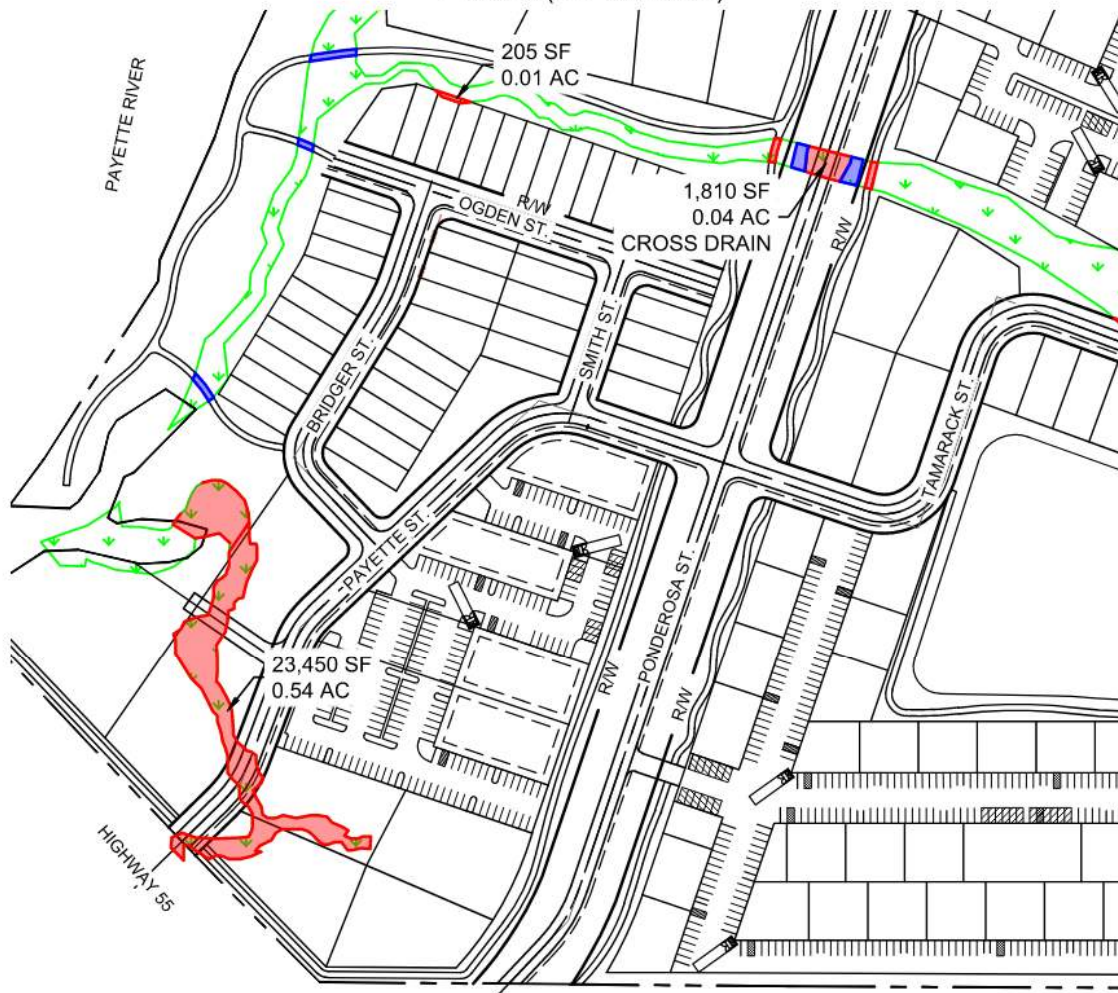 205 SF
0.01 AC
PAYETTE RIVER
1,810 SF
0.04 AC
CROSS DRAIN
R/W
OGDEN ST.
R/W
SMITH ST.
BRIDGER ST.
TAMARACK ST.
PAYETTE ST.
PONDEROSA ST.
23,450 SF
0.54 AC
R/W
R/W
HIGHWAY 55